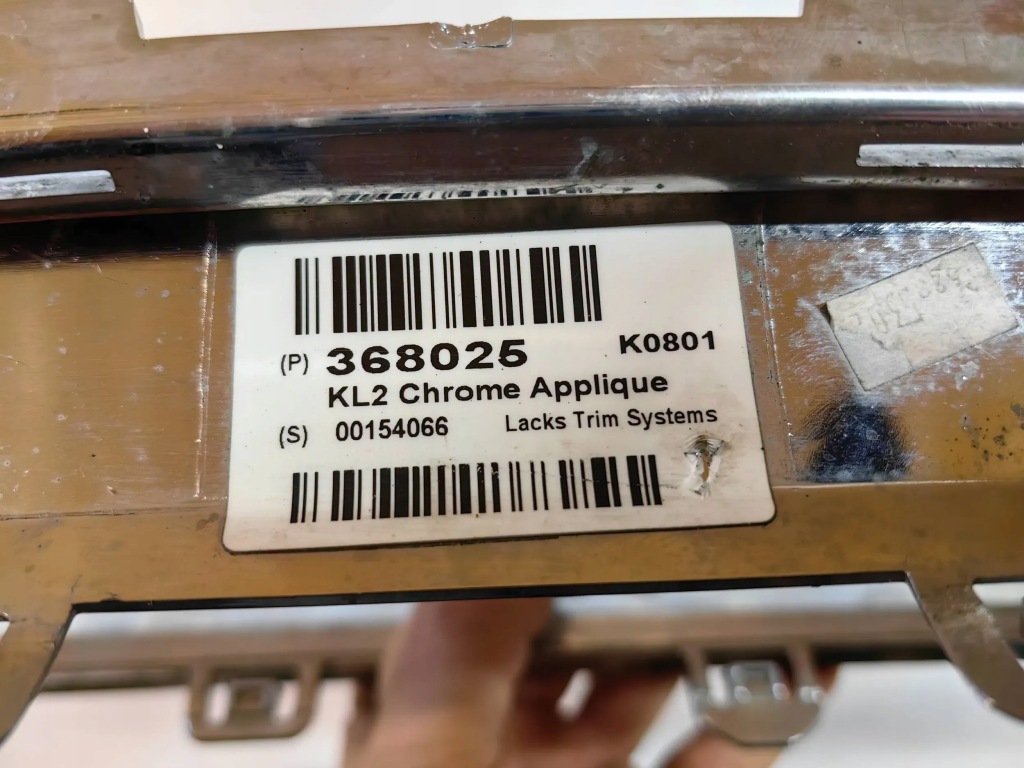 (P) 368025 K0801
KL2 Chrome Applique
(S) 00154066 Lacks Trim Systems